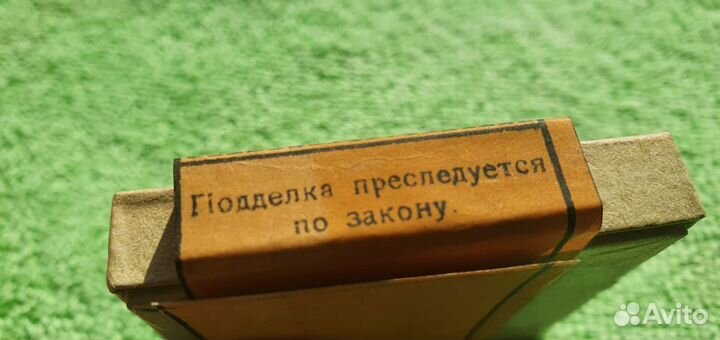 Подделка преследуется
по закону.
Avito